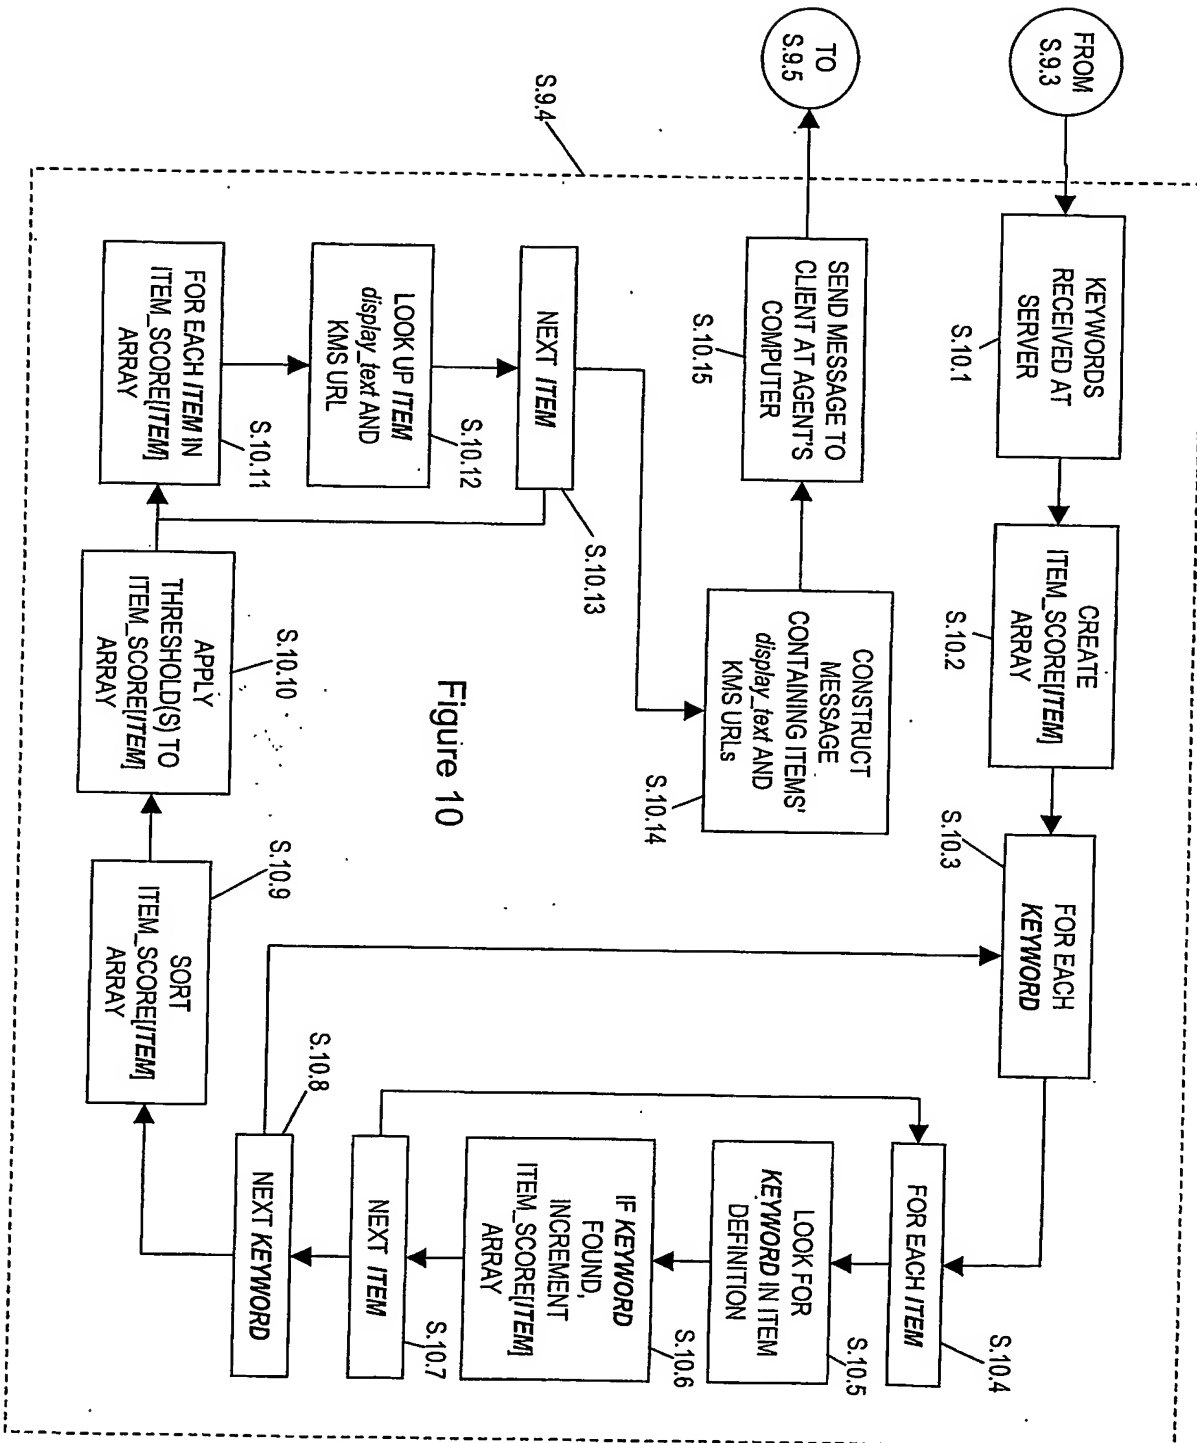 FROM
S.9.3
TO
S.9.5
S.9.4
KEYWORDS
RECEIVED AT
SERVER
S.10.1
CREATE
ITEM_SCORE[ITEM]
ARRAY
S.10.2
FOR EACH
KEYWORD
S.10.3
FOR EACH ITEM
S.10.4
LOOK FOR
KEYWORD IN ITEM
DEFINITION
S.10.5
IF KEYWORD
FOUND,
INCREMENT
ITEM_SCORE[ITEM]
ARRAY
S.10.6
NEXT ITEM
S.10.7
NEXT KEYWORD
S.10.8
SORT
ITEM_SCORE[ITEM]
ARRAY
S.10.9
APPLY
THRESHOLD(S) TO
ITEM_SCORE[ITEM]
ARRAY
S.10.10
FOR EACH ITEM IN
ITEM_SCORE[ITEM]
ARRAY
S.10.11
LOOK UP ITEM
display_text AND
KMS URL
S.10.12
NEXT ITEM
S.10.13
CONSTRUCT
MESSAGE
CONTAINING ITEMS'
display_text AND
KMS URLs
S.10.14
SEND MESSAGE TO
CLIENT AT AGENT'S
COMPUTER
S.10.15
Figure 10